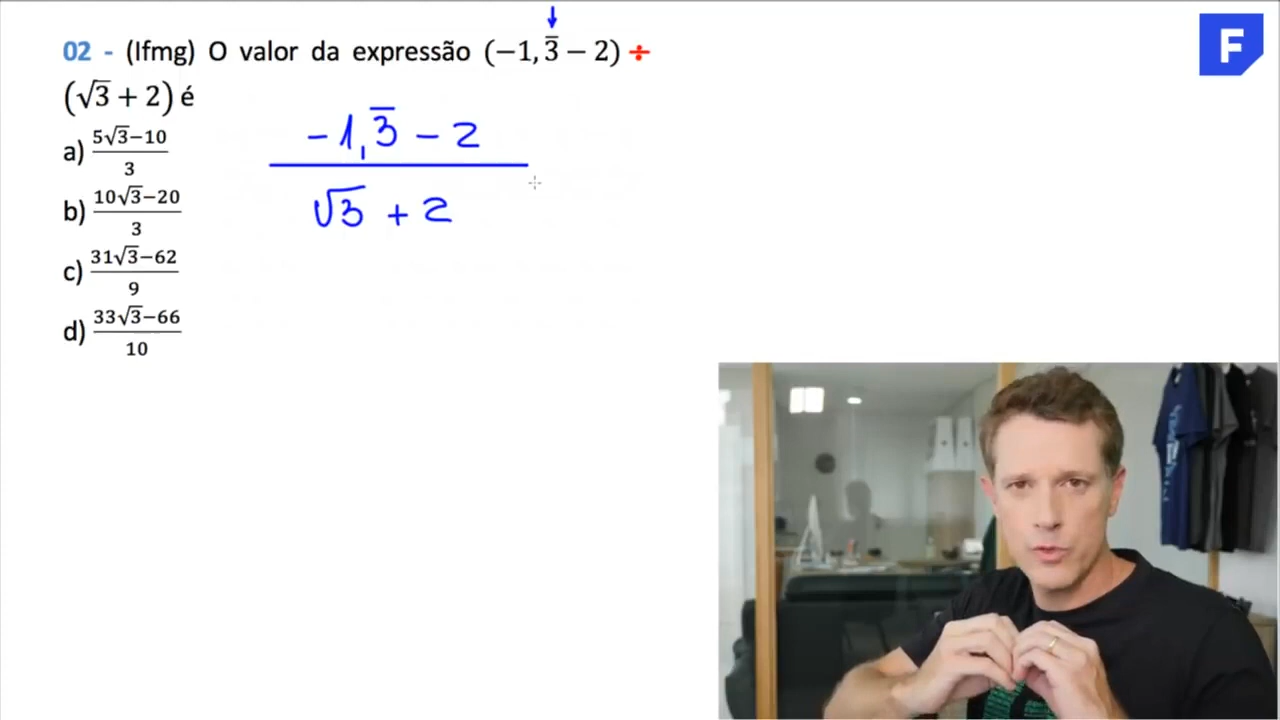 02 - (Ifmg) O valor da expressão (−1,3̅ − 2) ÷
(√3 + 2) é
a) 5√3−10 / 3
b) 10√3−20 / 3
c) 31√3−62 / 9
d) 33√3−66 / 10
-1,3̅ - 2
√3 + 2
F